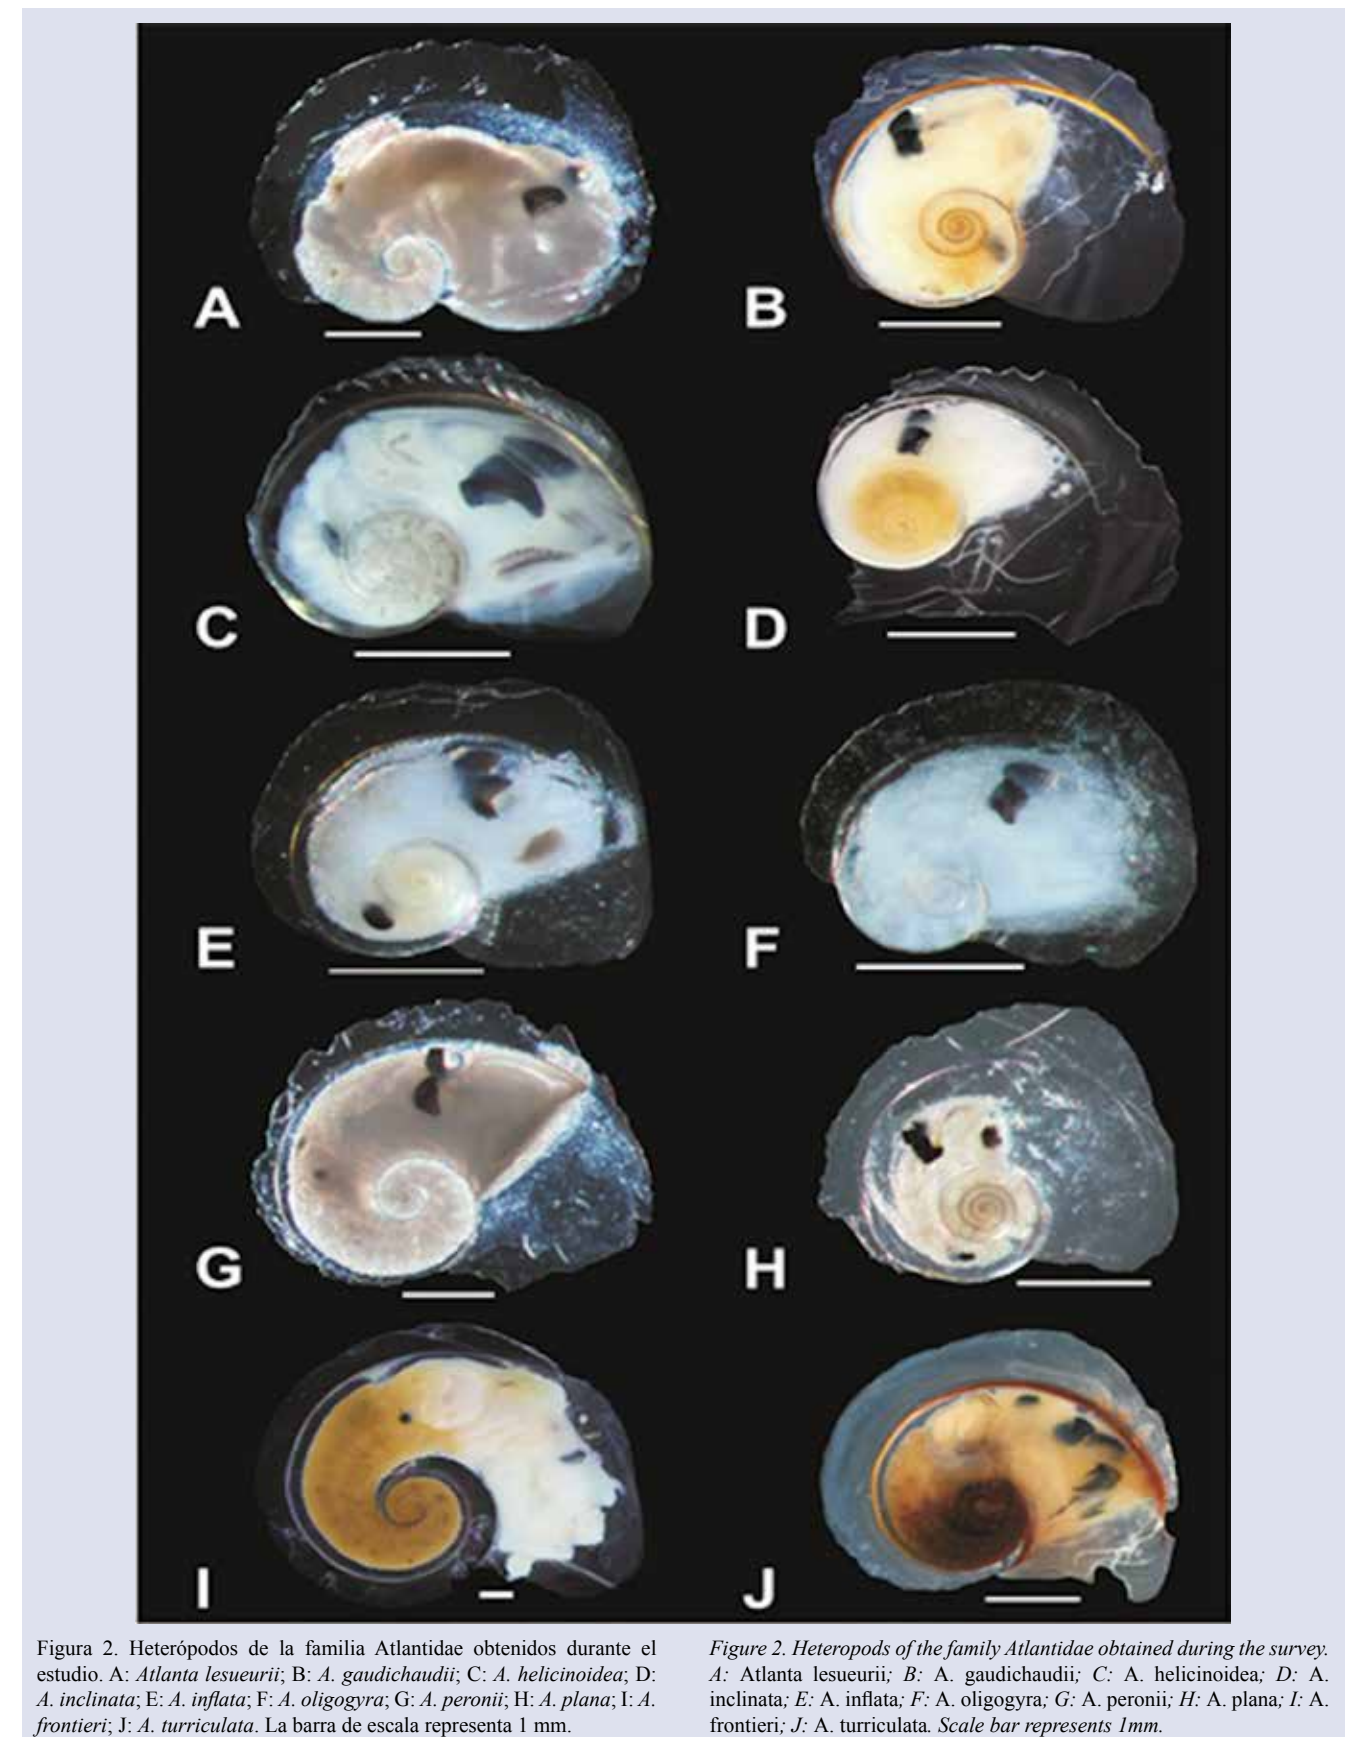 A
B
C
D
E
F
G
H
I
J
Figura 2. Heterópodos de la familia Atlantidae obtenidos durante el
estudio. A: Atlanta lesueurii; B: A. gaudichaudii; C: A. helicinoidea; D:
A. inclinata; E: A. inflata; F: A. oligogyra; G: A. peronii; H: A. plana; I: A.
frontieri; J: A. turriculata. La barra de escala representa 1 mm.
Figure 2. Heteropods of the family Atlantidae obtained during the survey.
A: Atlanta lesueurii; B: A. gaudichaudii; C: A. helicinoidea; D: A.
inclinata; E: A. inflata; F: A. oligogyra; G: A. peronii; H: A. plana; I: A.
frontieri; J: A. turriculata. Scale bar represents 1mm.